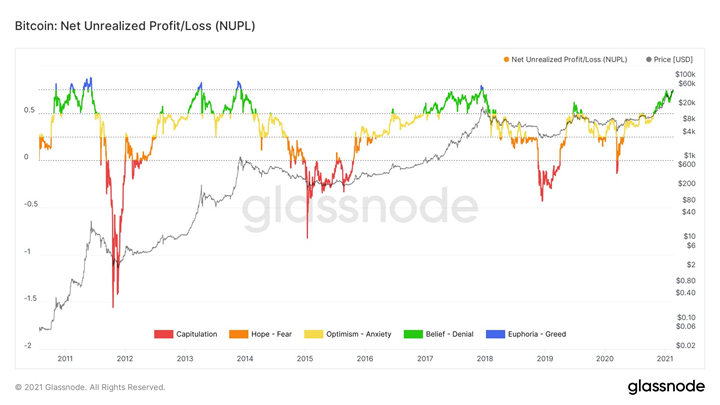 Bitcoin: Net Unrealized Profit/Loss (NUPL)
Net Unrealized Profit/Loss (NUPL) Price [USD]
$100k
$60k
0.5
$20k
$8k
$4k
0
$1k
$600
$200
-0.5
$80
$40
glassnode
-1
$10
$6
$2
-1.5
$0.80
$0.40
$0.10
$0.06
-2
$0.02
Capitulation Hope - Fear Optimism - Anxiety Belief - Denial Euphoria - Greed
2011 2012 2013 2014 2015 2016 2017 2018 2019 2020 2021
© 2021 Glassnode. All Rights Reserved.
glassnode